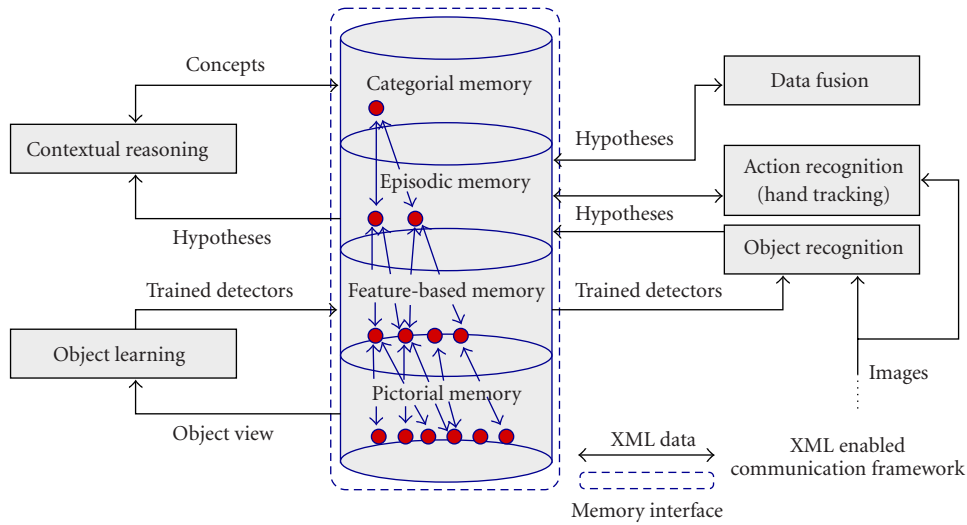 Concepts
Contextual reasoning
Hypotheses
Trained detectors
Object learning
Object view
Categorial memory
Episodic memory
Feature-based memory
Pictorial memory
Hypotheses
Data fusion
Action recognition
(hand tracking)
Hypotheses
Object recognition
Trained detectors
Images
XML data
Memory interface
XML enabled
communication framework